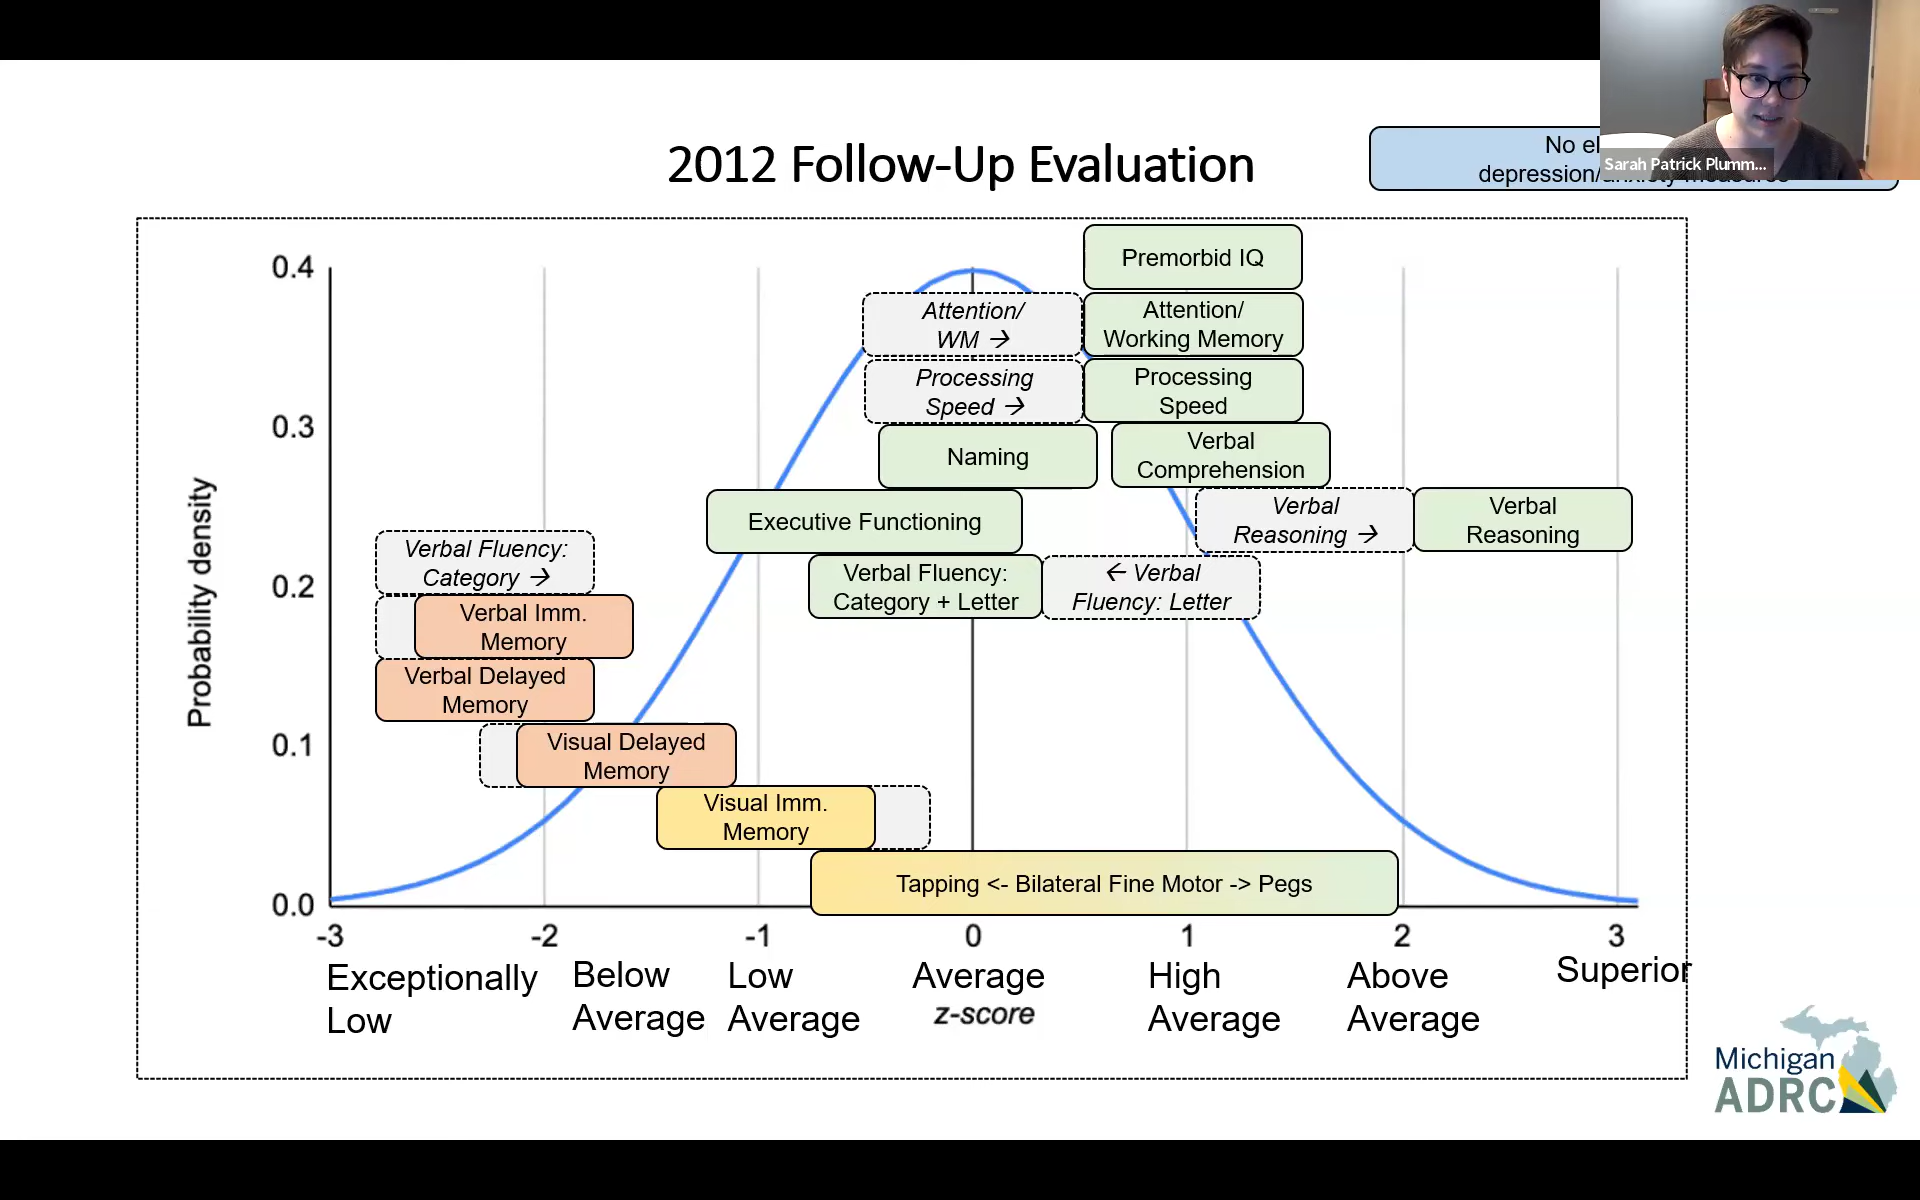 2012 Follow-Up Evaluation
No
depression/anxiety measures
Sarah Patrick Plumm...
Probability density
0.4
0.3
0.2
0.1
0.0
Premorbid IQ
Attention/
WM →
Attention/
Working Memory
Processing
Speed →
Processing
Speed
Naming
Verbal
Comprehension
Executive Functioning
Verbal
Reasoning →
Verbal
Reasoning
Verbal Fluency:
Category →
Verbal Fluency:
Category + Letter
← Verbal
Fluency: Letter
Verbal Imm.
Memory
Verbal Delayed
Memory
Visual Delayed
Memory
Visual Imm.
Memory
Tapping <- Bilateral Fine Motor -> Pegs
-3 -2 -1 0 1 2 3
Exceptionally
Low
Below
Average
Low
Average
Average
High
Average
Above
Average
Superior
z-score
Michigan
ADRC